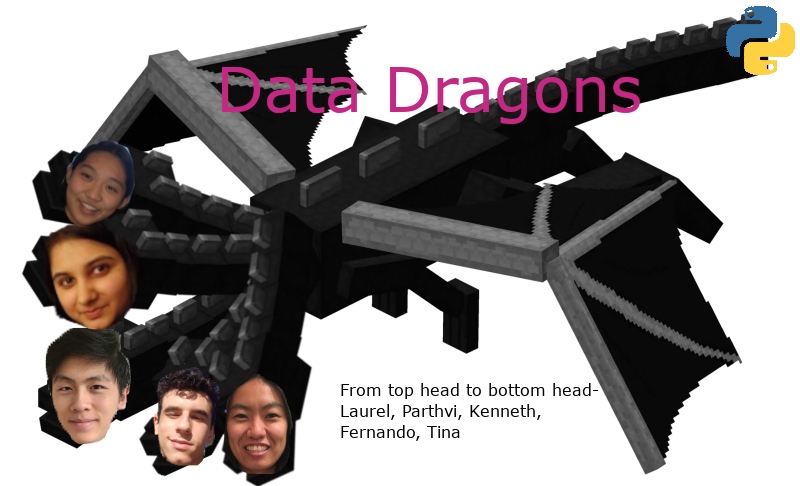 Data Dragons
From top head to bottom head-
Laurel, Parthvi, Kenneth,
Fernando, Tina